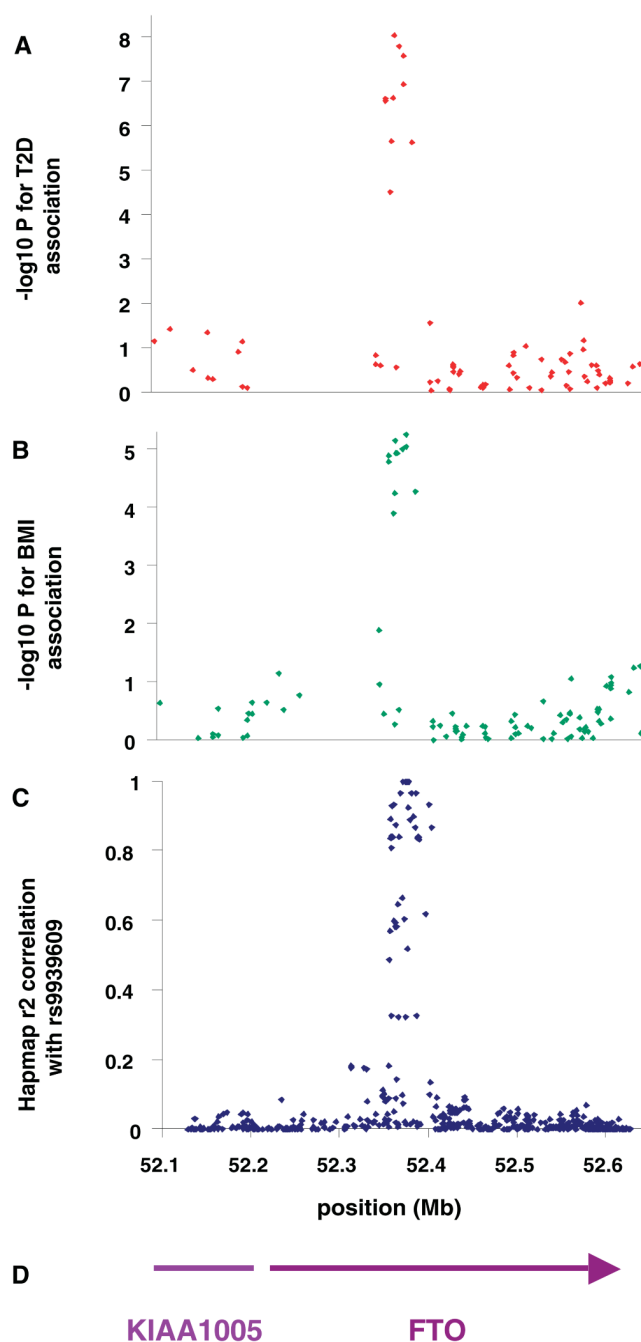 A
8
7
6
5
4
3
2
1
0
-log10 P for T2D
association
B
5
4
3
2
1
0
-log10 P for BMI
association
C
1
0.8
0.6
0.4
0.2
0
Hapmap r2 correlation
with rs9939609
52.1 52.2 52.3 52.4 52.5 52.6
position (Mb)
D
KIAA1005 FTO